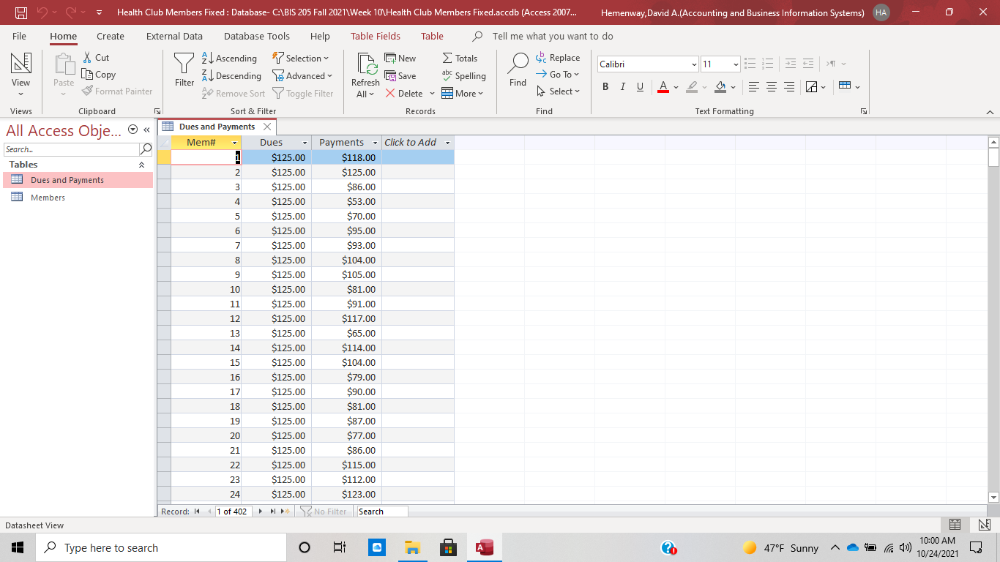 Health Club Members Fixed : Database- C:\BIS 205 Fall 2021\Week 10\Health Club Members Fixed.accdb (Access 2007... Hemenway,David A.(Accounting and Business Information Systems) HA
File Home Create External Data Database Tools Help Table Fields Table Tell me what you want to do
View
Views
Paste
Cut
Copy
Format Painter
Clipboard
Filter
Ascending
Descending
Remove Sort
Selection
Advanced
Toggle Filter
Sort & Filter
Refresh
All
New
Save
Delete
Totals
Spelling
More
Records
Find
Replace
Go To
Select
Find
Calibri 11
B I U A
Text Formatting
All Access Obje...
Search...
Tables
Dues and Payments
Members
Dues and Payments
Mem# Dues Payments Click to Add
1 $125.00 $118.00
2 $125.00 $125.00
3 $125.00 $86.00
4 $125.00 $53.00
5 $125.00 $70.00
6 $125.00 $95.00
7 $125.00 $93.00
8 $125.00 $104.00
9 $125.00 $105.00
10 $125.00 $81.00
11 $125.00 $91.00
12 $125.00 $117.00
13 $125.00 $65.00
14 $125.00 $114.00
15 $125.00 $104.00
16 $125.00 $79.00
17 $125.00 $90.00
18 $125.00 $81.00
19 $125.00 $87.00
20 $125.00 $77.00
21 $125.00 $86.00
22 $125.00 $115.00
23 $125.00 $112.00
24 $125.00 $123.00
Record: 1 of 402 No Filter Search
Datasheet View
Type here to search
47°F Sunny
10:00 AM
10/24/2021